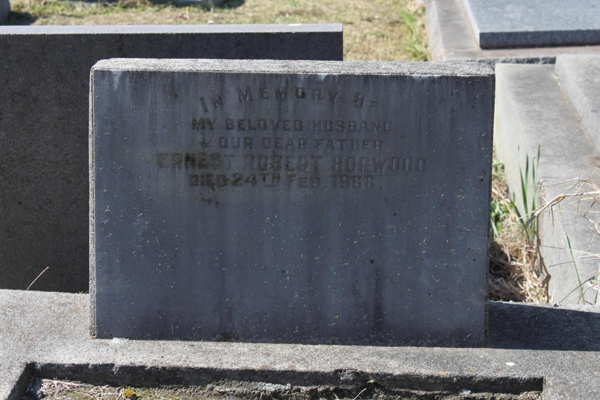 IN MEMORY OF
MY BELOVED HUSBAND
& OUR DEAR FATHER
ERNEST ROBERT HORWOOD
DIED 24TH FEB.